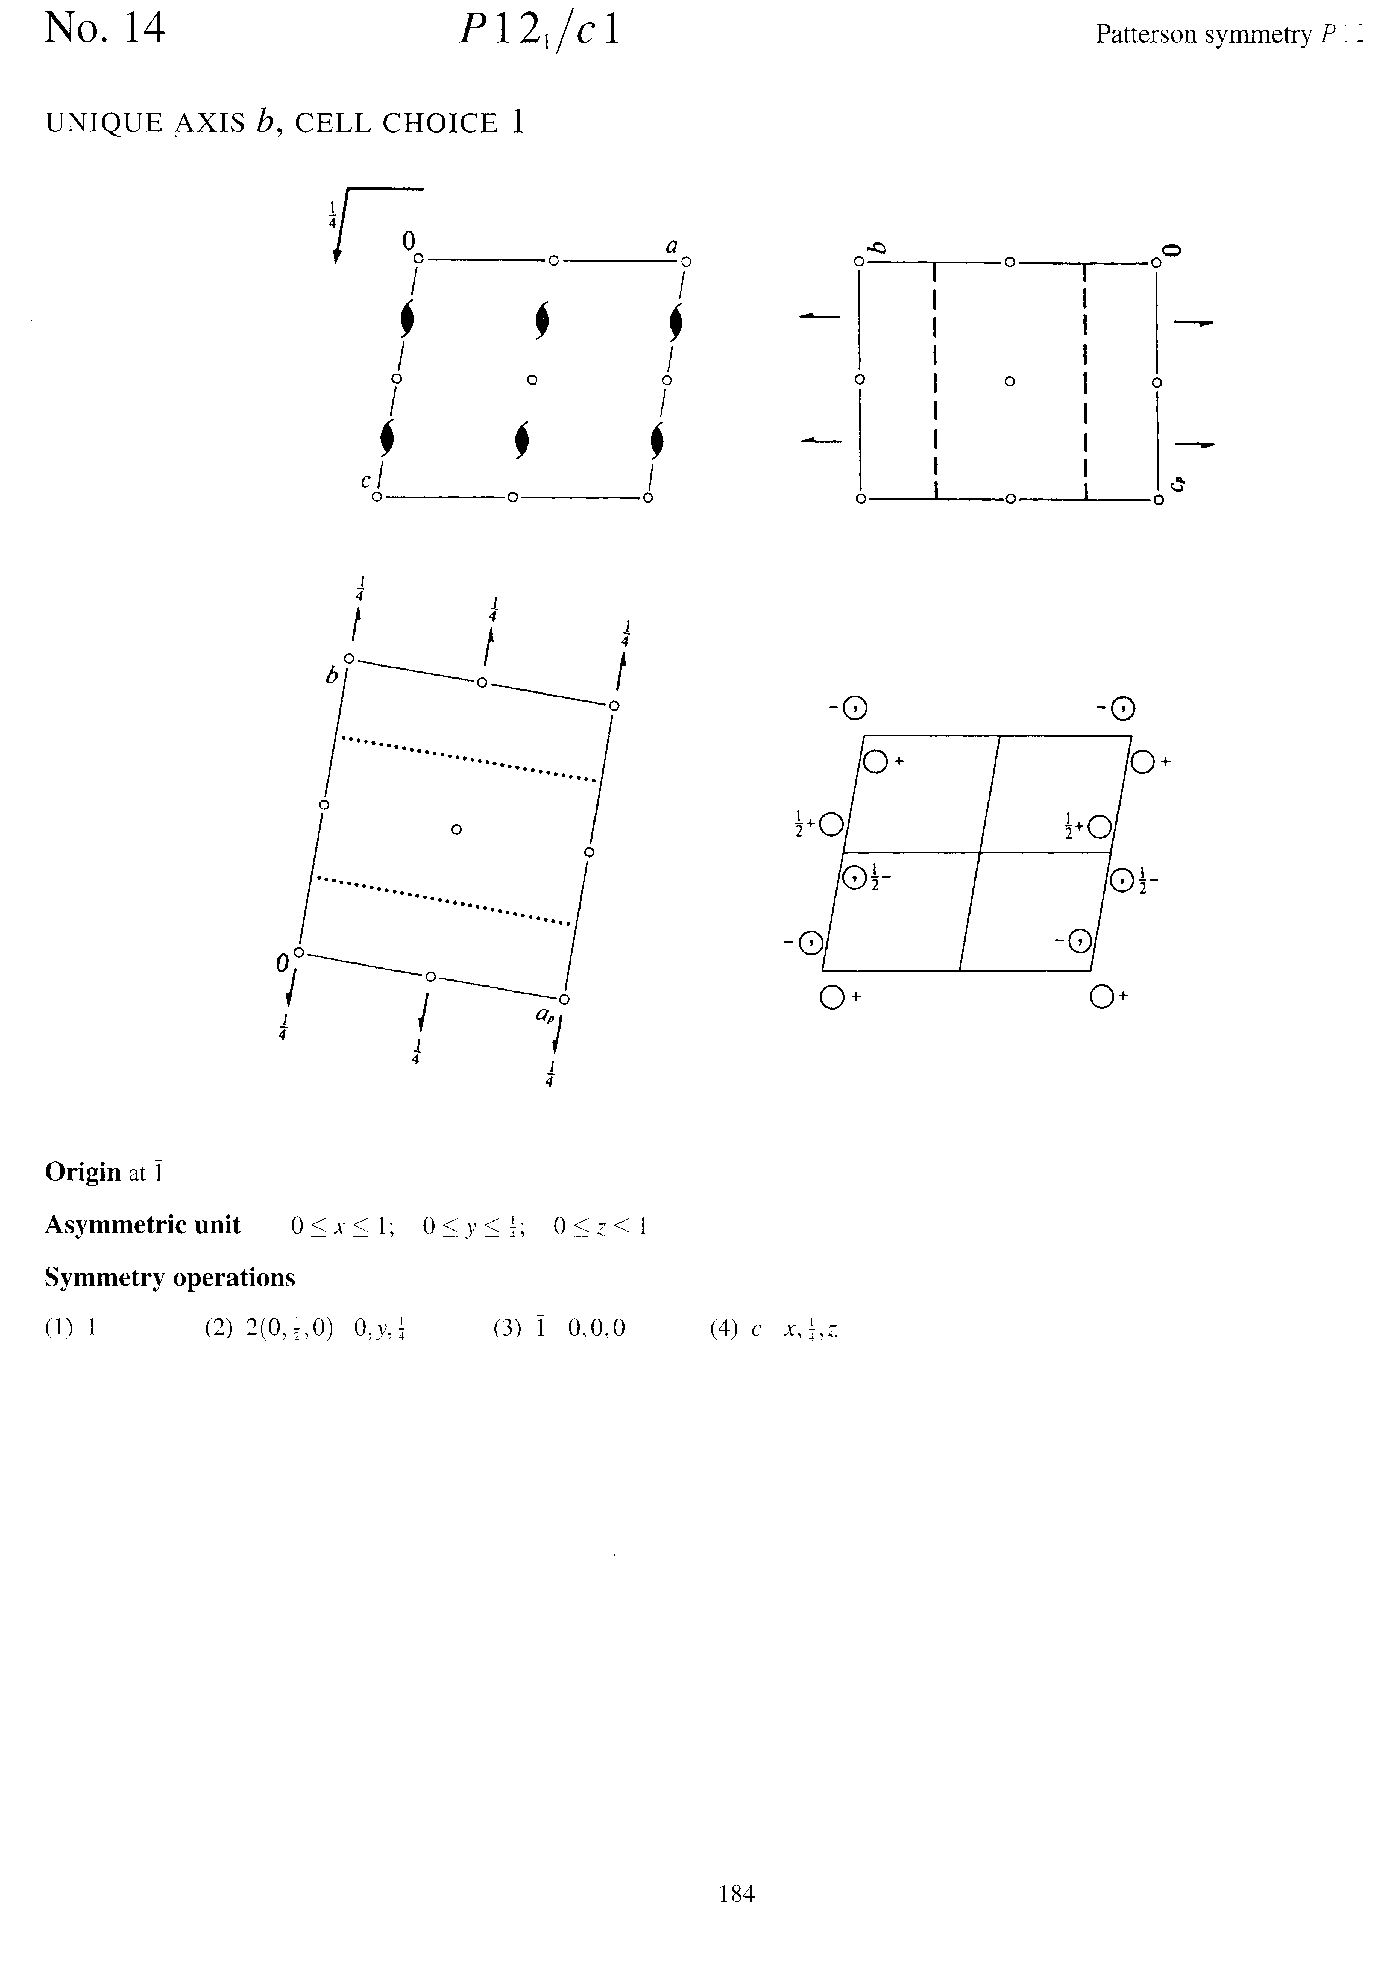 No. 14 P12₁/c1 Patterson symmetry P
UNIQUE AXIS b, CELL CHOICE 1
1/4
0 a
c
b 0
cₚ
1/4 1/4 1/4
b
0
aₚ
1/4 1/4 1/4
- , - ,
+ +
1/2+ 1/2+
, 1/2- , 1/2-
- , - ,
+ +
Origin at 1̄
Asymmetric unit 0 ≤ x ≤ 1; 0 ≤ y ≤ 1/4; 0 ≤ z ≤ 1
Symmetry operations
(1) 1 (2) 2(0,1/2,0) 0,y,1/4 (3) 1̄ 0,0,0 (4) c x,1/4,z
184